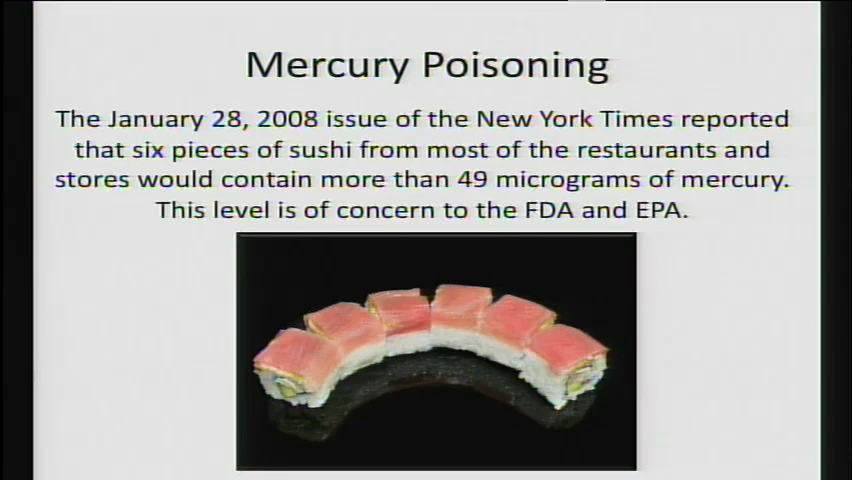 Mercury Poisoning
The January 28, 2008 issue of the New York Times reported
that six pieces of sushi from most of the restaurants and
stores would contain more than 49 micrograms of mercury.
This level is of concern to the FDA and EPA.